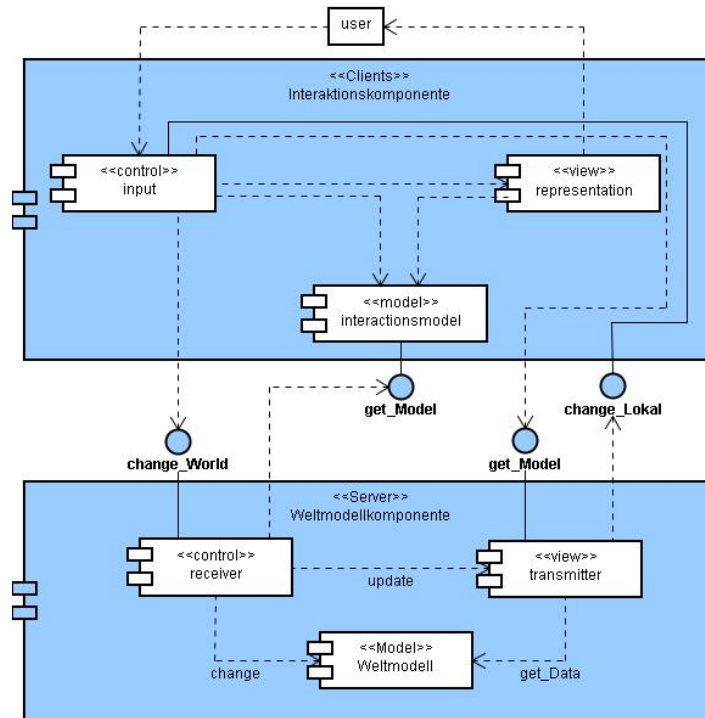 user
<<Clients>>
Interaktionskomponente
<<control>>
input
<<view>>
representation
<<model>>
interactionsmodel
get_Model
change_Lokal
change_World
get_Model
<<Server>>
Weltmodellkomponente
<<control>>
receiver
<<view>>
transmitter
update
<<Model>>
Weltmodell
change
get_Data